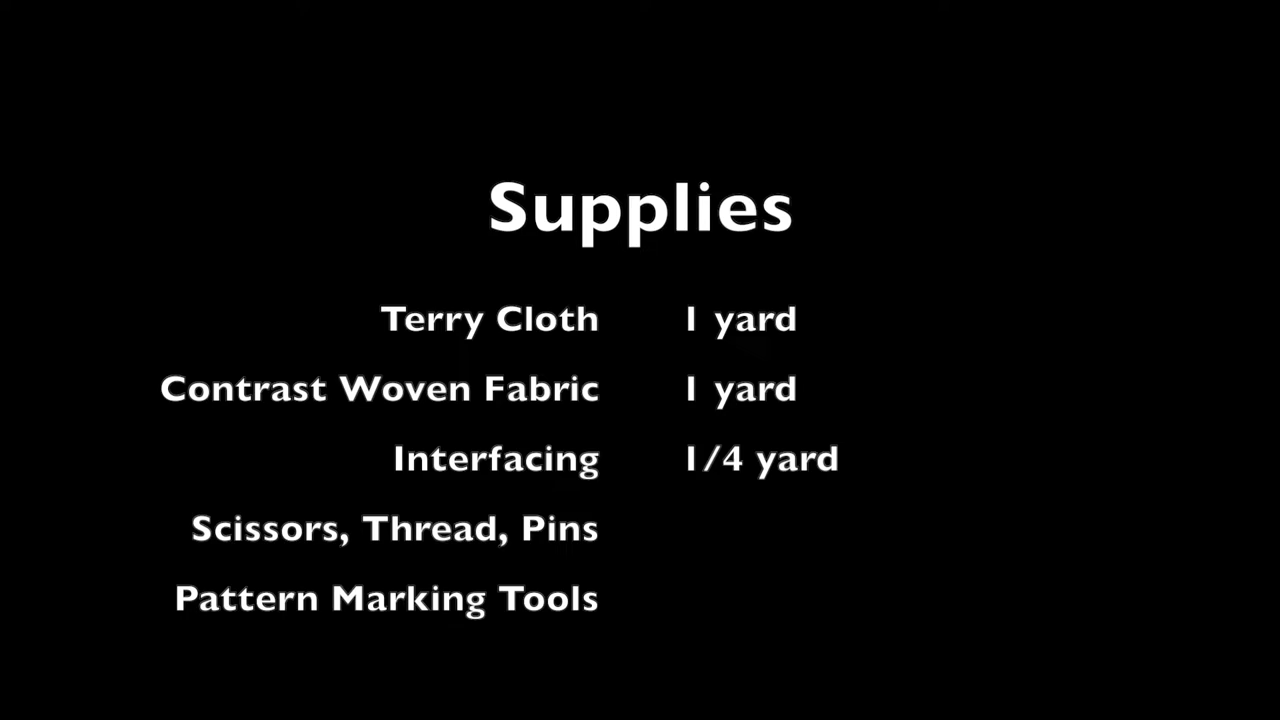 Supplies
Terry Cloth 1 yard
Contrast Woven Fabric 1 yard
Interfacing 1/4 yard
Scissors, Thread, Pins
Pattern Marking Tools